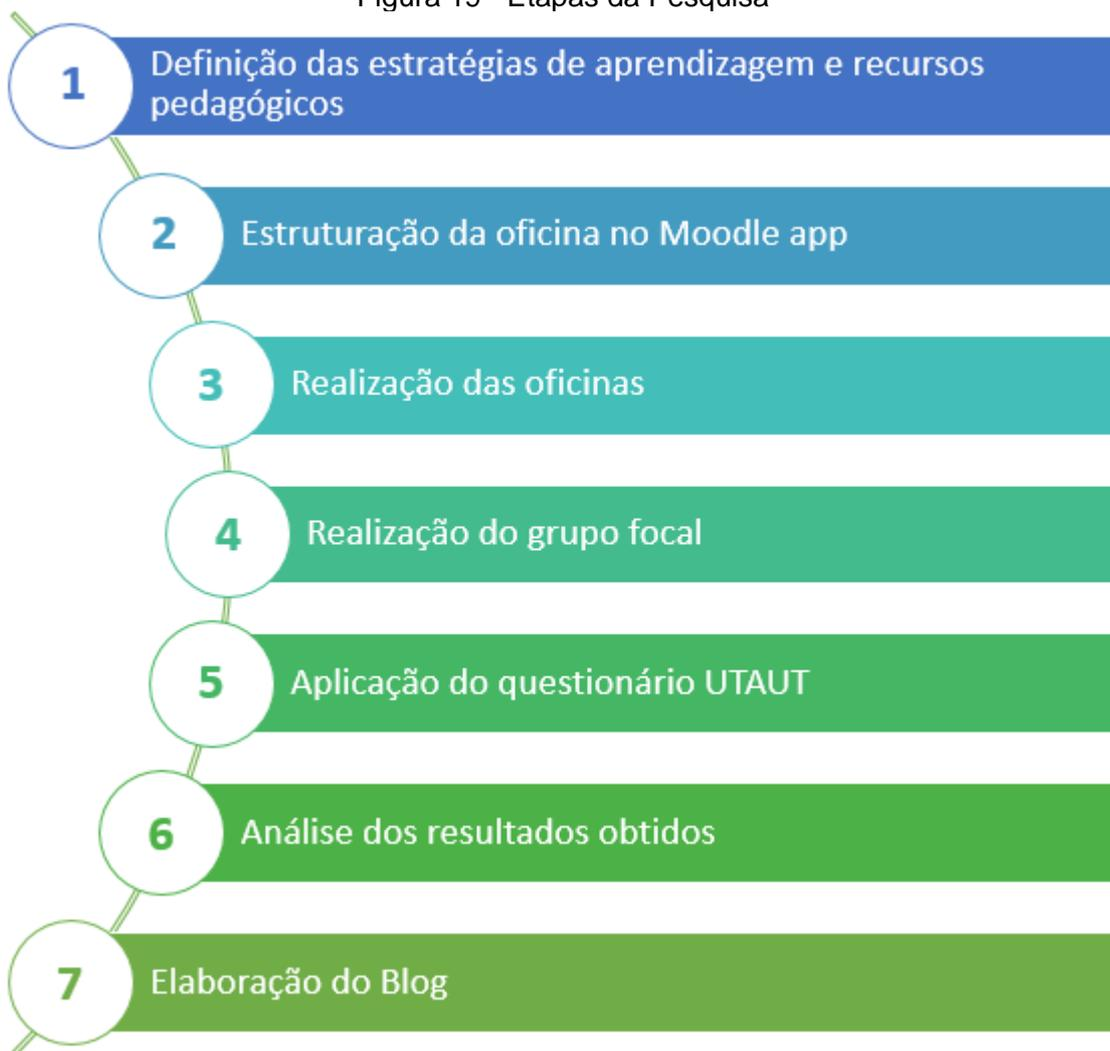 Figura 19 - Etapas da Pesquisa
1
Definição das estratégias de aprendizagem e recursos
pedagógicos
2
Estruturação da oficina no Moodle app
3
Realização das oficinas
4
Realização do grupo focal
5
Aplicação do questionário UTAUT
6
Análise dos resultados obtidos
7
Elaboração do Blog